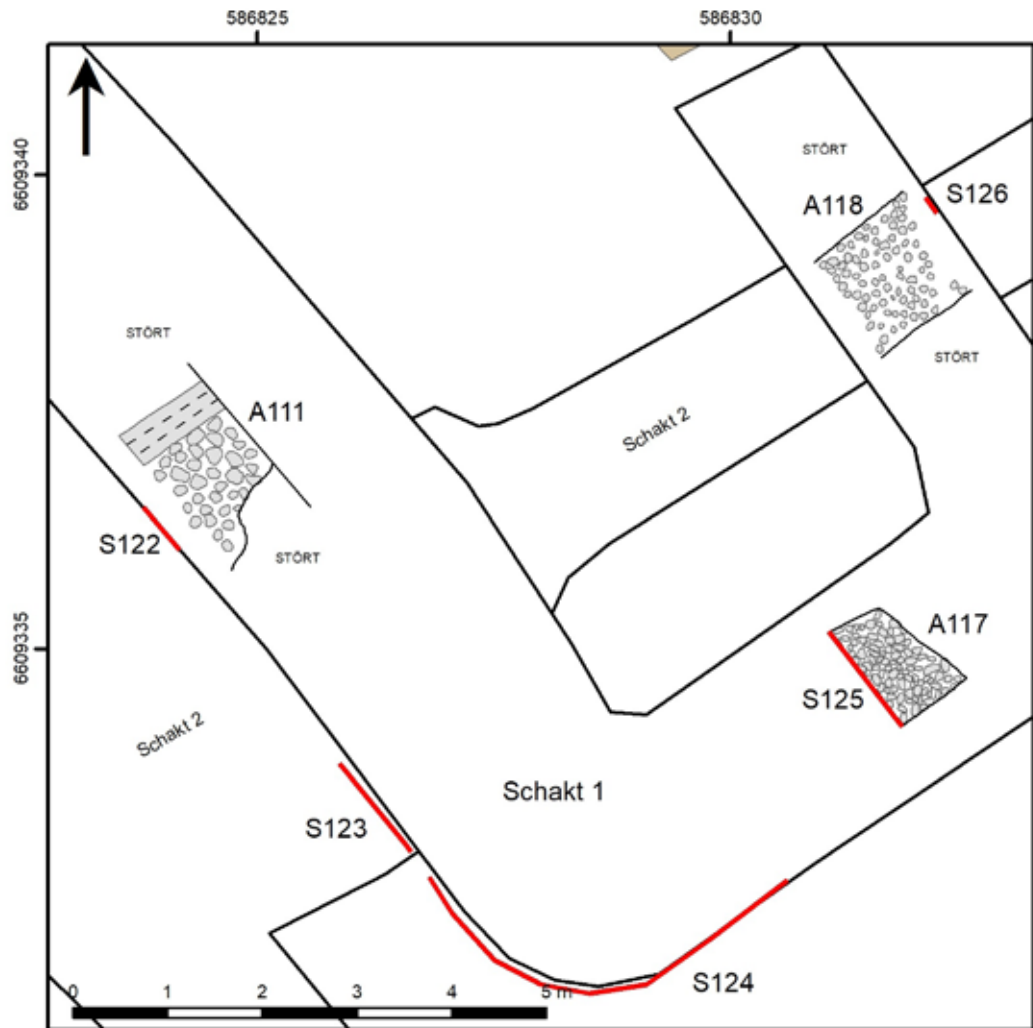 586825
586830
6609340
6609335
STÖRT
S126
A118
STÖRT
A111
STÖRT
Schakt 2
S122
STÖRT
A117
S125
Schakt 2
Schakt 1
S123
S124
0 1 2 3 4 5 m